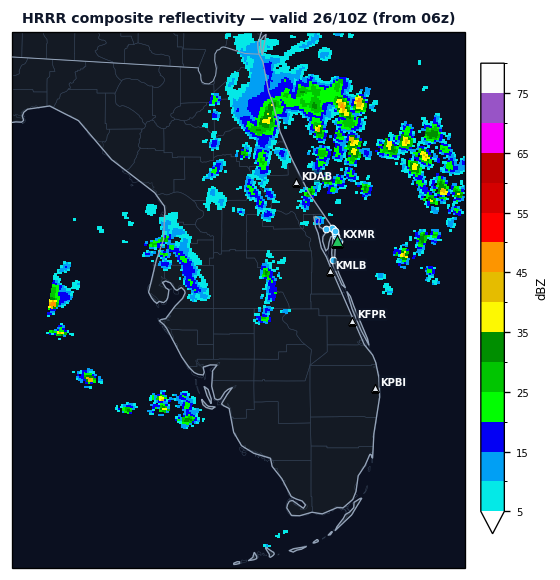 HRRR composite reflectivity — valid 26/10Z (from 06z)
75
65
KDAB
55
KXMR
KMLB
45
dBZ
KFPR
35
KPBI
25
15
5